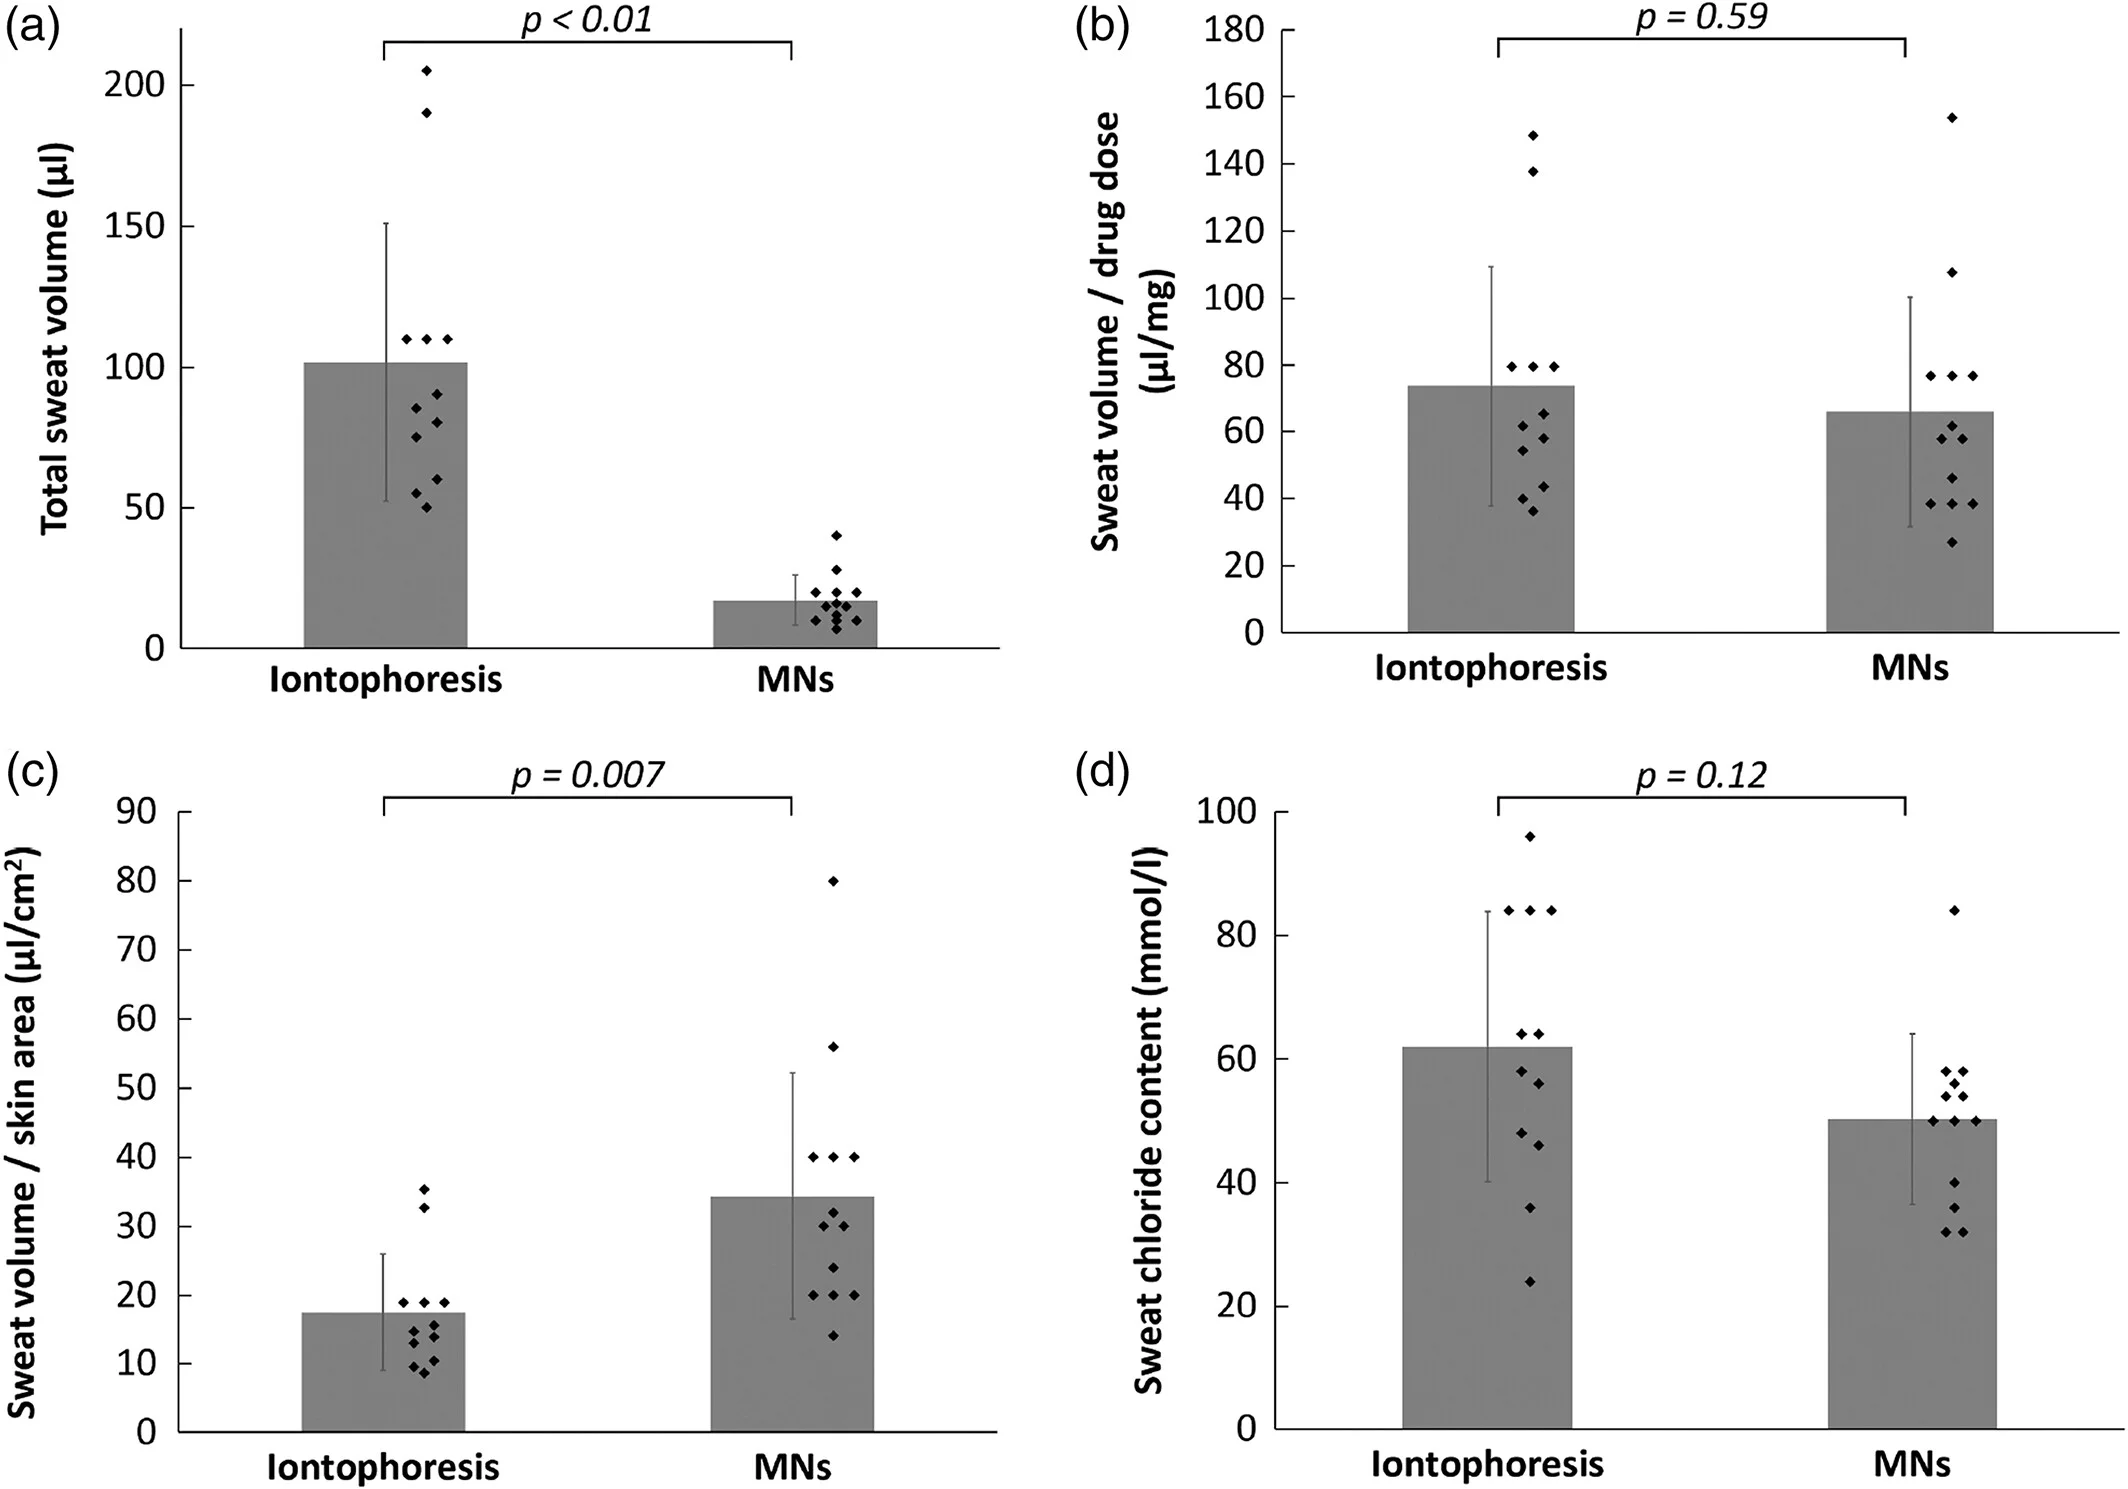 (a)
p < 0.01
Total sweat volume (µl)
200
150
100
50
0
Iontophoresis MNs
(b)
p = 0.59
Sweat volume / drug dose
(µl/mg)
180
160
140
120
100
80
60
40
20
0
Iontophoresis MNs
(c)
p = 0.007
Sweat volume / skin area (µl/cm²)
90
80
70
60
50
40
30
20
10
0
Iontophoresis MNs
(d)
p = 0.12
Sweat chloride content (mmol/l)
100
80
60
40
20
0
Iontophoresis MNs